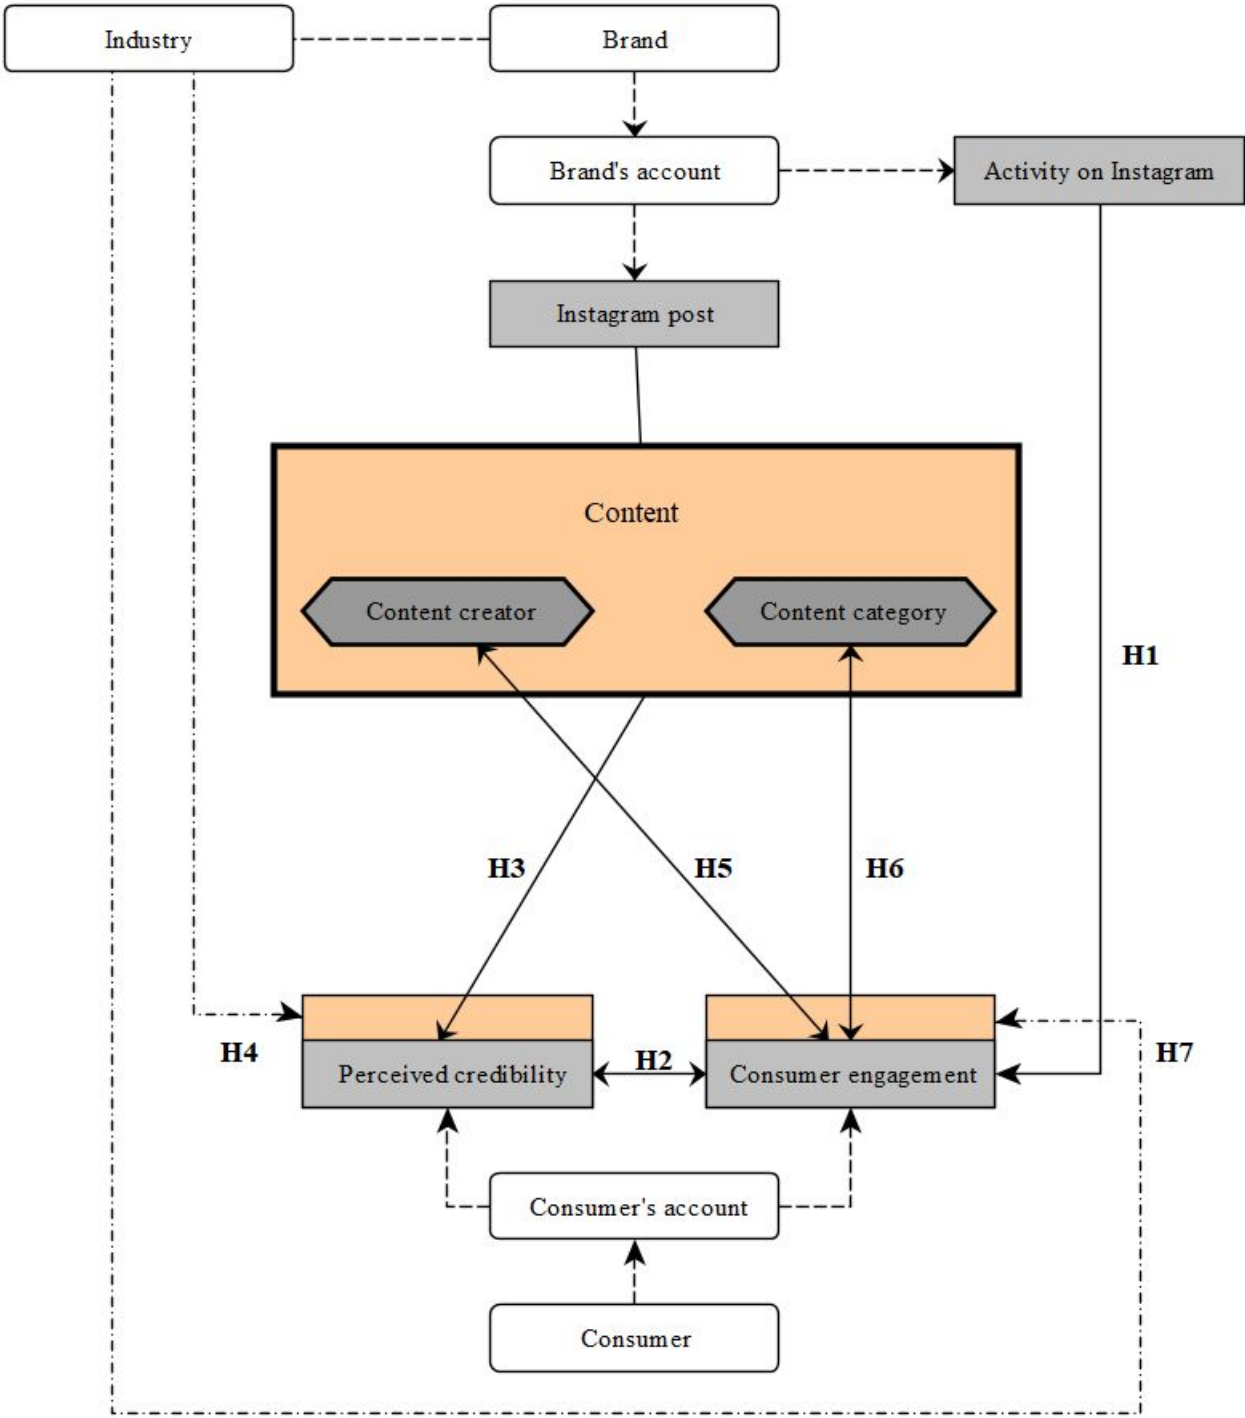 Industry
Brand
Brand's account
Activity on Instagram
Instagram post
Content
Content creator
Content category
H1
H3
H5
H6
H4
H2
H7
Perceived credibility
Consumer engagement
Consumer's account
Consumer